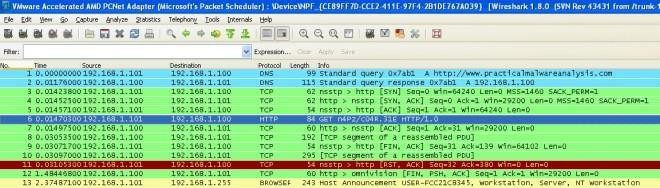 VMware Accelerated AMD PCNet Adapter (Microsoft's Packet Scheduler) : \Device\NPF_{CE89FF7D-CCE2-411E-97F4-2B1DE767A039} [Wireshark 1.8.0 (SVN Rev 43431 from /trunk-1
File Edit View Go Capture Analyze Statistics Telephony Tools Internals Help
Filter: Expression... Clear Apply Save
No. Time Source Destination Protocol Length Info
1 0.00000000 192.168.1.101 192.168.1.100 DNS 99 Standard query 0x7ab1 A http://www.practicalmalwareanalysis.com
2 0.01176000 192.168.1.100 192.168.1.101 DNS 115 Standard query response 0x7ab1 A 192.168.1.100
3 0.01423800 192.168.1.101 192.168.1.100 TCP 62 nsstp > http [SYN] Seq=0 Win=64240 Len=0 MSS=1460 SACK_PERM=1
4 0.01455100 192.168.1.100 192.168.1.101 TCP 62 http > nsstp [SYN, ACK] Seq=0 Ack=1 Win=29200 Len=0 MSS=1460 SACK_PERM=1
5 0.01457100 192.168.1.101 192.168.1.100 TCP 54 nsstp > http [ACK] Seq=1 Ack=1 Win=64240 Len=0
6 0.01470300 192.168.1.101 192.168.1.100 HTTP 84 GET N4PZ/C04R.31E HTTP/1.0
7 0.01497500 192.168.1.100 192.168.1.101 TCP 60 http > nsstp [ACK] Seq=1 Ack=31 Win=29200 Len=0
8 0.03053500 192.168.1.100 192.168.1.101 TCP 192 [TCP segment of a reassembled PDU]
9 0.03071700 192.168.1.101 192.168.1.100 TCP 54 nsstp > http [FIN, ACK] Seq=31 Ack=139 Win=64102 Len=0
10 0.03097000 192.168.1.100 192.168.1.101 TCP 295 [TCP segment of a reassembled PDU]
11 0.03105300 192.168.1.101 192.168.1.100 TCP 54 nsstp > http [RST, ACK] Seq=32 Ack=380 Win=0 Len=0
12 1.48446800 192.168.1.100 192.168.1.101 TCP 60 http > omnivision [FIN, PSH, ACK] Seq=1 Ack=1 Win=29200 Len=0
13 2.37487100 192.168.1.101 192.168.1.255 BROWSEF 243 Host Announcement USER-FCC21C8345, Workstation, Server, NT Workstation